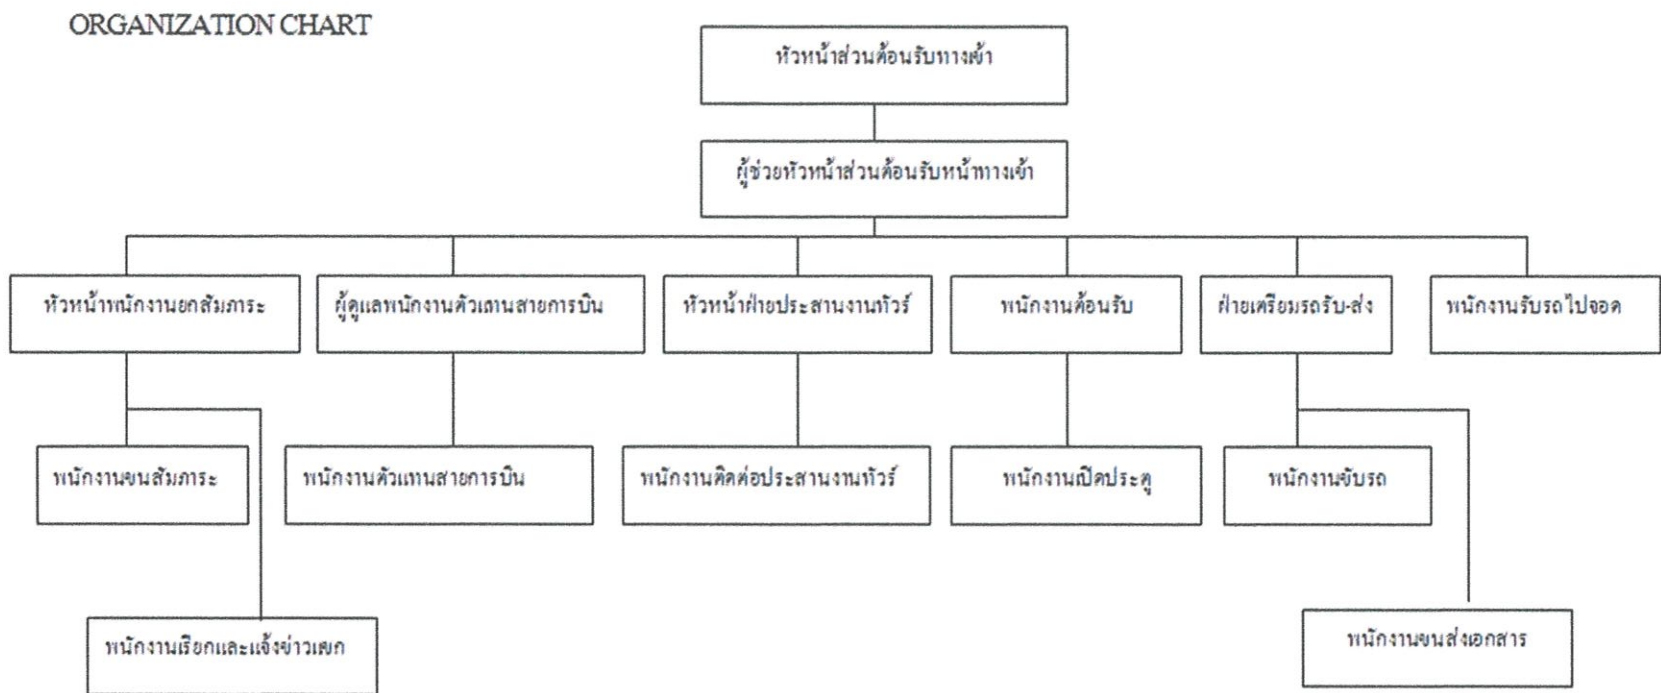 ORGANIZATION CHART
หัวหน้าส่วนต้อนรับทางเข้า
ผู้ช่วยหัวหน้าส่วนต้อนรับหน้าทางเข้า
หัวหน้าพนักงานยกสัมภาระ
ผู้ดูแลพนักงานตัวแทนสายการบิน
หัวหน้าฝ่ายประสานงานทัวร์
พนักงานต้อนรับ
ฝ่ายเตรียมรถรับ-ส่ง
พนักงานรับรถไปจอด
พนักงานขนสัมภาระ
พนักงานตัวแทนสายการบิน
พนักงานติดต่อประสานงานทัวร์
พนักงานเปิดประตู
พนักงานขับรถ
พนักงานเรียกและแจ้งข่าวแขก
พนักงานขนส่งเอกสาร